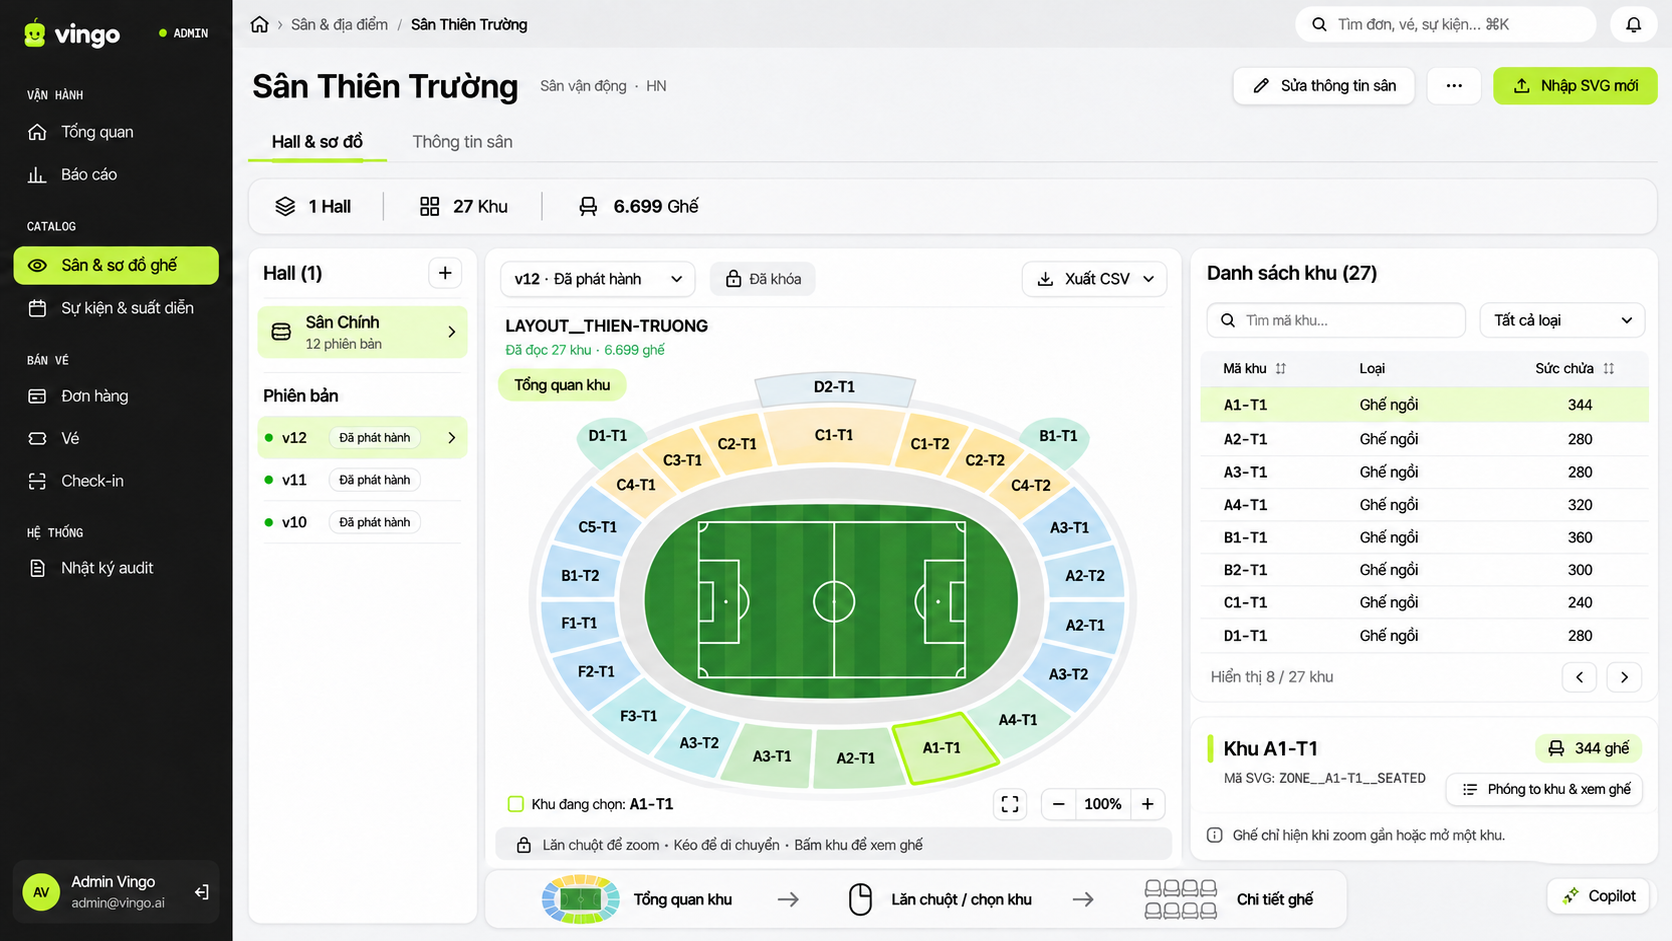 vingo
ADMIN
VẬN HÀNH
Tổng quan
Báo cáo
CATALOG
Sân & sơ đồ ghế
Sự kiện & suất diễn
BÁN VÉ
Đơn hàng
Vé
Check-in
HỆ THỐNG
Nhật ký audit
AV
Admin Vingo
admin@vingo.ai
Sân & địa điểm / Sân Thiên Trường
Tìm đơn, vé, sự kiện... ⌘K
Sân Thiên Trường
Sân vận động · HN
Sửa thông tin sân
Nhập SVG mới
Hall & sơ đồ
Thông tin sân
1 Hall
27 Khu
6.699 Ghế
Hall (1)
Sân Chính
12 phiên bản
Phiên bản
v12 Đã phát hành
v11 Đã phát hành
v10 Đã phát hành
v12 · Đã phát hành
Đã khóa
Xuất CSV
LAYOUT__THIEN-TRUONG
Đã đọc 27 khu · 6.699 ghế
Tổng quan khu
D2-T1
D1-T1
C3-T1
C2-T1
C1-T1
C1-T2
C2-T2
B1-T1
C4-T1
C4-T2
C5-T1
A3-T1
B1-T2
A2-T2
F1-T1
A2-T1
F2-T1
A3-T2
F3-T1
A4-T1
A3-T2
A3-T1
A2-T1
A1-T1
Khu đang chọn: A1-T1
100%
Lăn chuột để zoom · Kéo để di chuyển · Bấm khu để xem ghế
Tổng quan khu
Lăn chuột / chọn khu
Chi tiết ghế
Danh sách khu (27)
Tìm mã khu...
Tất cả loại
Mã khu Loại Sức chứa
A1-T1 Ghế ngồi 344
A2-T1 Ghế ngồi 280
A3-T1 Ghế ngồi 280
A4-T1 Ghế ngồi 320
B1-T1 Ghế ngồi 360
B2-T1 Ghế ngồi 300
C1-T1 Ghế ngồi 240
D1-T1 Ghế ngồi 280
Hiển thị 8 / 27 khu
Khu A1-T1
344 ghế
Mã SVG: ZONE__A1-T1__SEATED
Phóng to khu & xem ghế
Ghế chỉ hiện khi zoom gần hoặc mở một khu.
Copilot